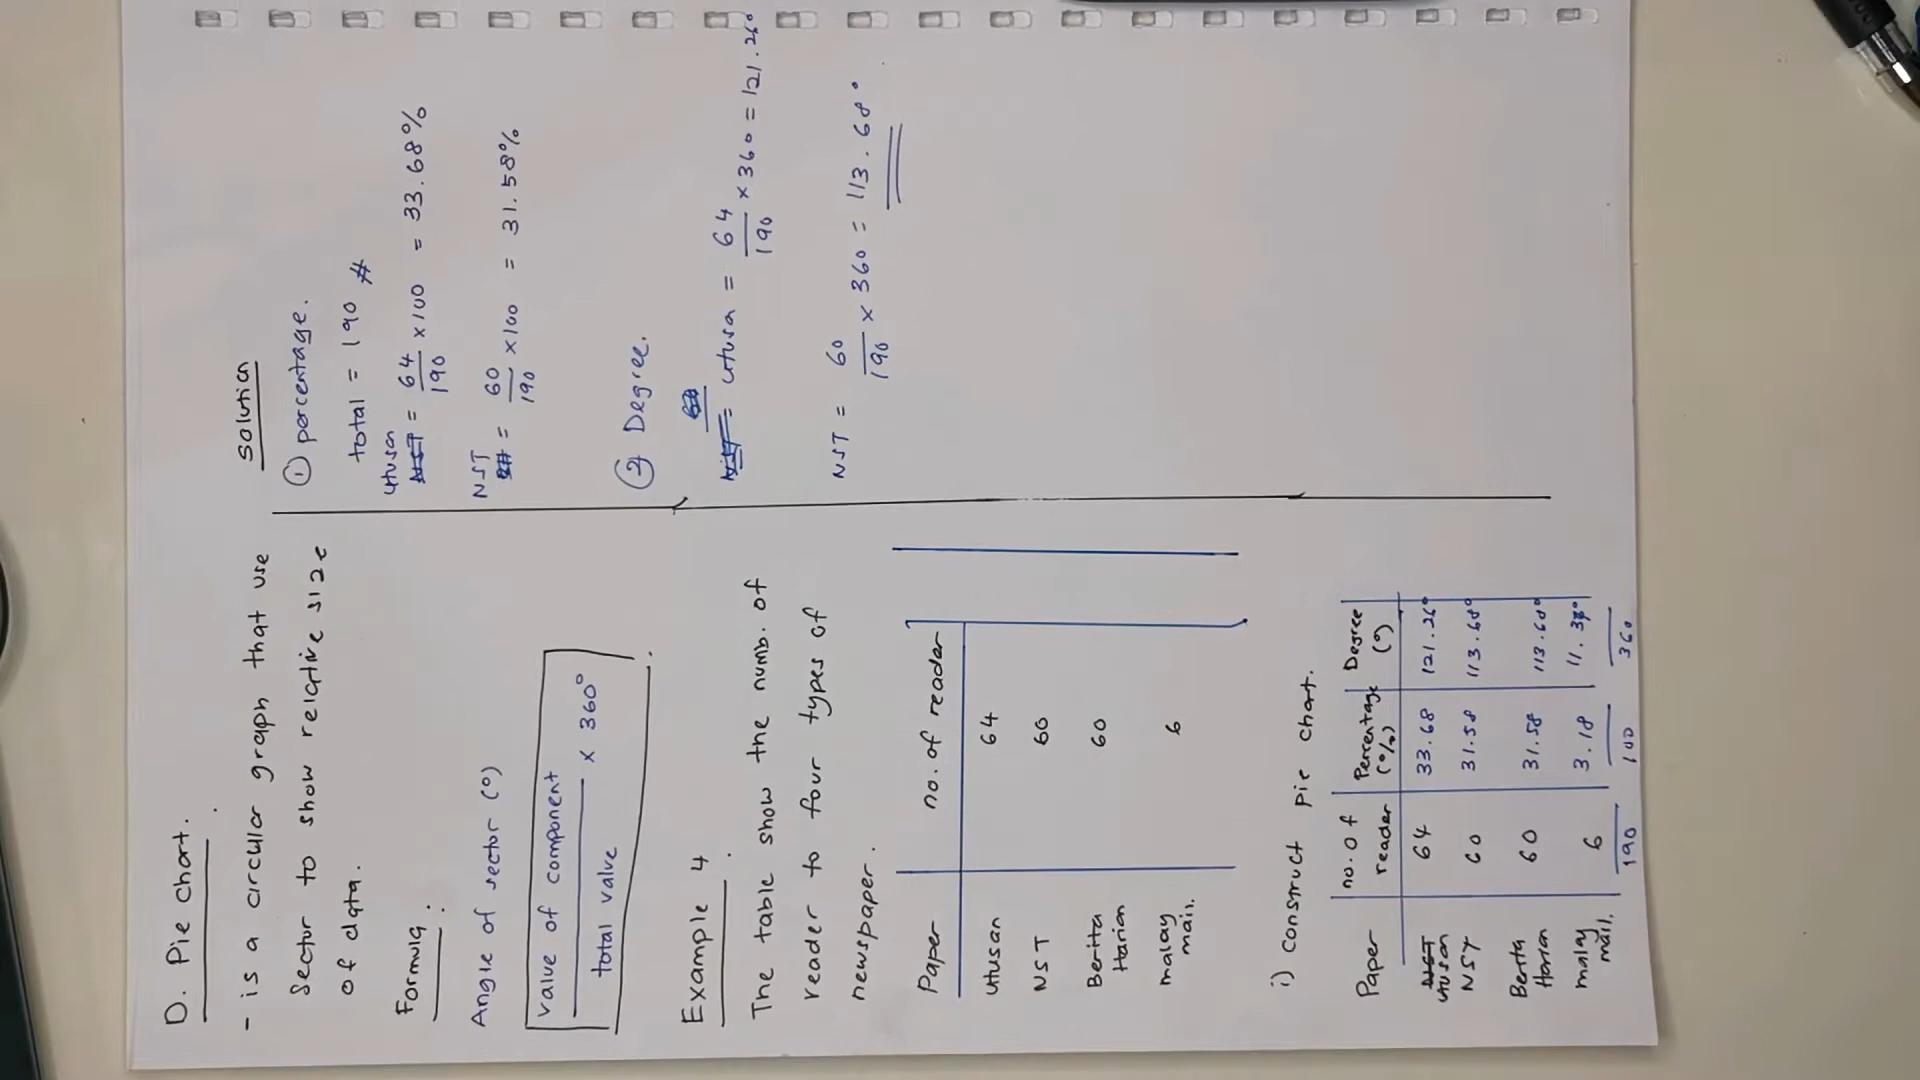 D. Pie chart.
- is a circular graph that use
Sector to show relative size
of data.
Formula :
Angle of sector (°)
value of component
total value
x 360°
Example 4
The table show the numb. of
reader to four types of
newspaper.
Paper no. of reader
Utusan 64
NST 60
Berita Harian 60
malay mail. 6
i) construct pie chart.
Paper no. of reader Percentage (%) Degree (°)
Utusan 64 33.68 121.26°
NST 60 31.58 113.68°
Berita Harian 60 31.58 113.68°
malay mail. 6 3.18 11.37°
190 100 360
Solution
① percentage.
total = 190 #
Utusan = 64/190 x 100 = 33.68%
NST = 60/190 x 100 = 31.58%
② Degree.
Utusa = 64/190 x 360 = 121.26°
NST = 60/190 x 360 = 113.68°